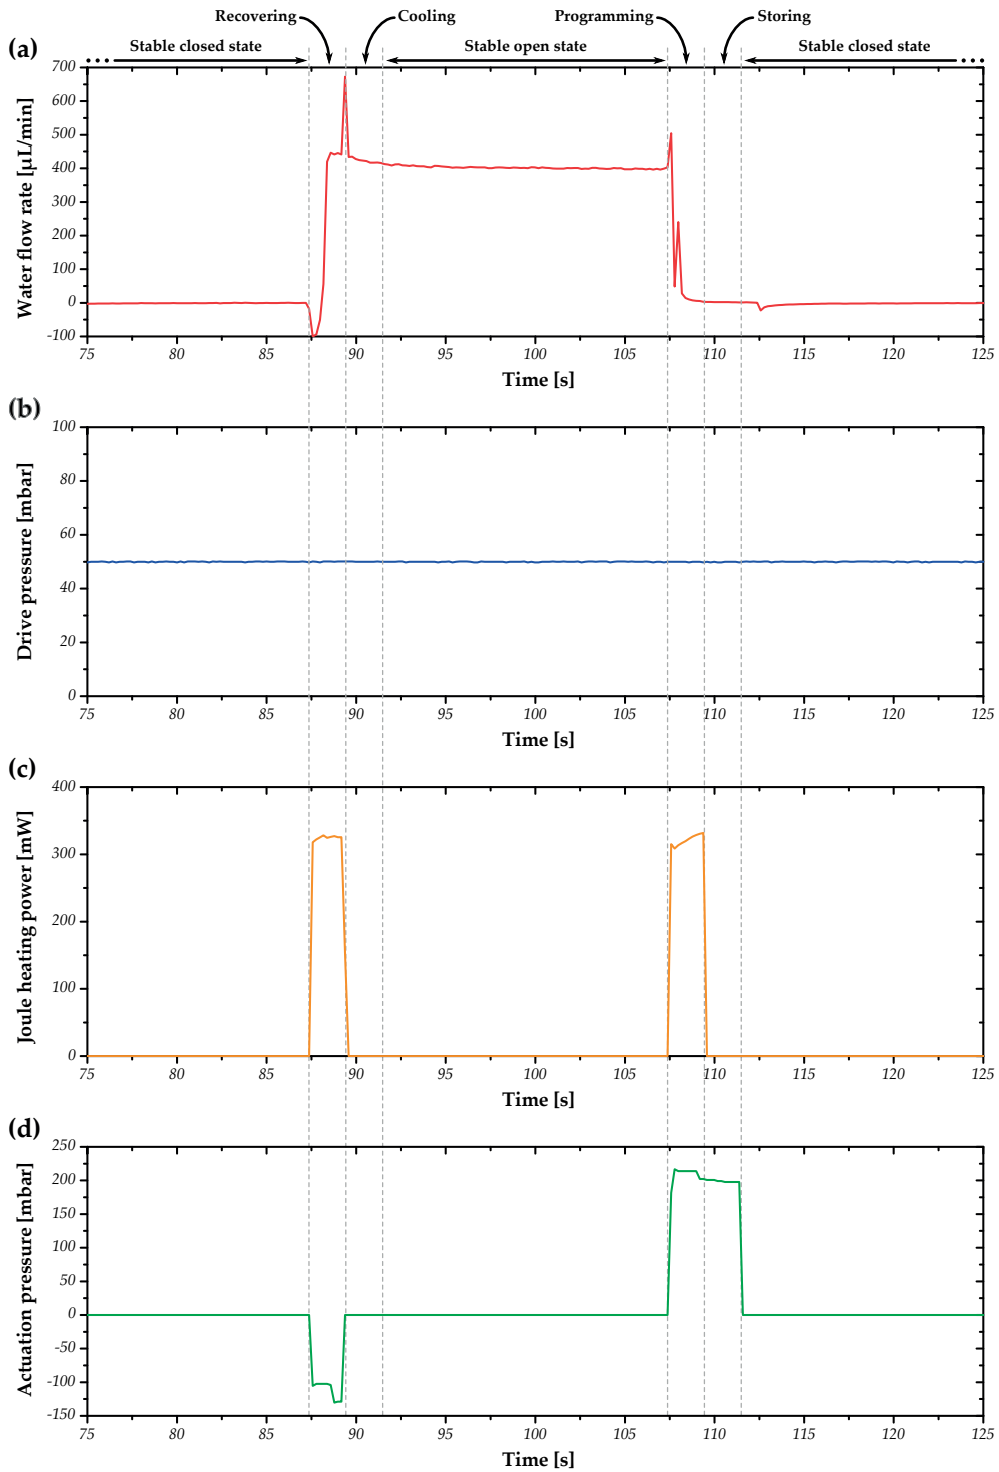 Recovering Cooling Programming Storing
(a)
Stable closed state Stable open state Stable closed state
700
600
500
400
300
200
100
0
-100
Water flow rate [µL/min]
75 80 85 90 95 100 105 110 115 120 125
Time [s]
(b)
100
80
60
40
20
0
Drive pressure [mbar]
75 80 85 90 95 100 105 110 115 120 125
Time [s]
(c)
400
300
200
100
0
Joule heating power [mW]
75 80 85 90 95 100 105 110 115 120 125
Time [s]
(d)
250
200
150
100
50
0
-50
-100
-150
Actuation pressure [mbar]
75 80 85 90 95 100 105 110 115 120 125
Time [s]